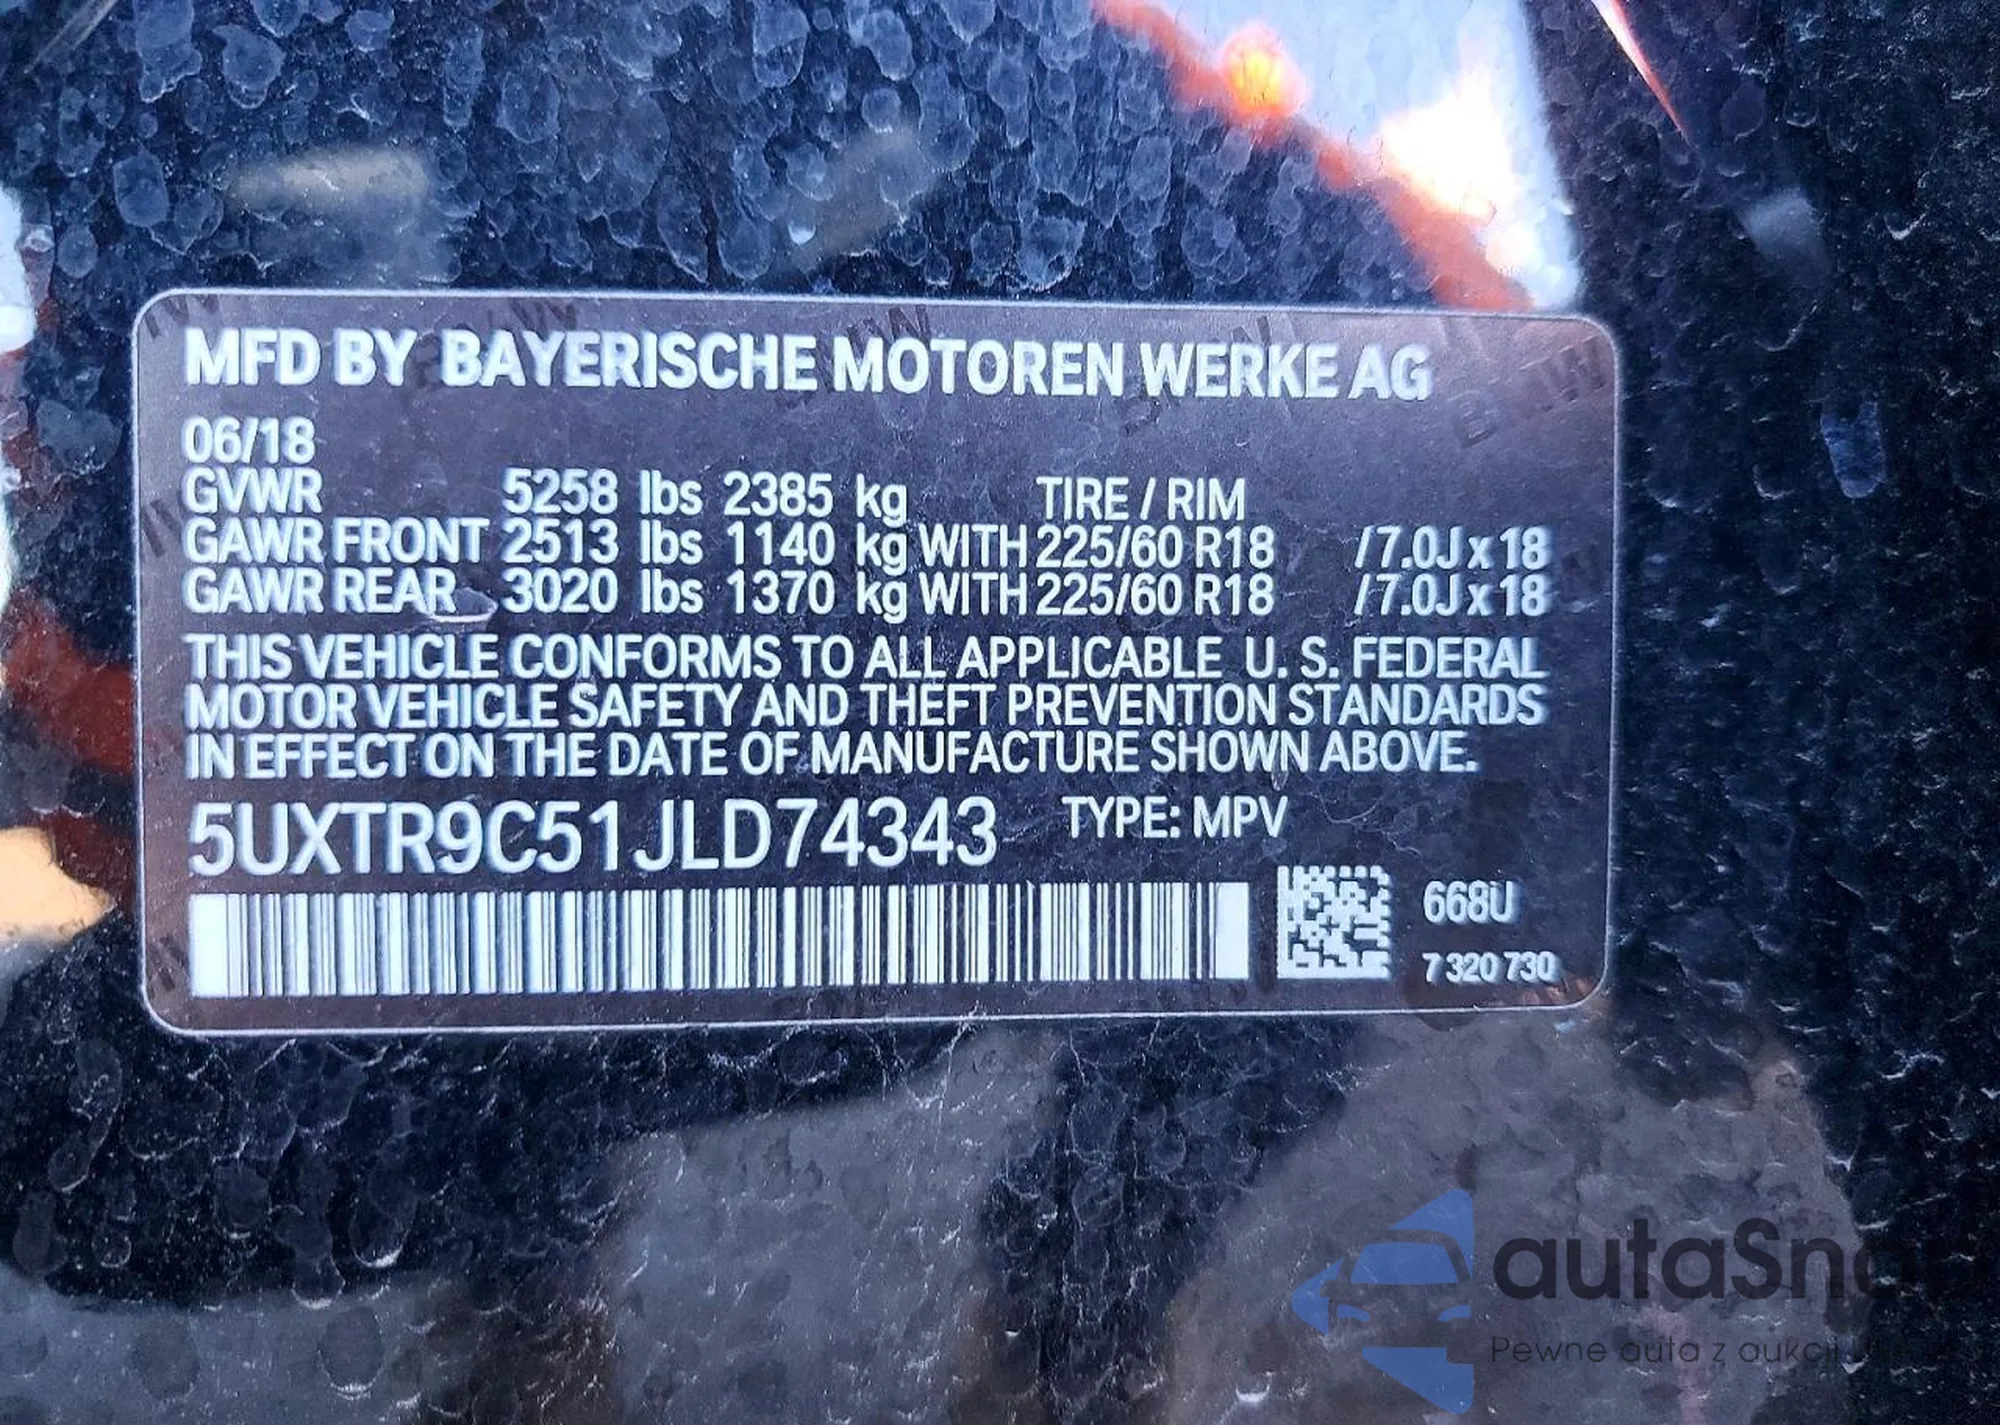 MFD BY BAYERISCHE MOTOREN WERKE AG
06/18
GVWR 5258 lbs 2385 kg TIRE / RIM
GAWR FRONT 2513 lbs 1140 kg WITH 225/60 R18 /7.0J x 18
GAWR REAR 3020 lbs 1370 kg WITH 225/60 R18 /7.0J x 18
THIS VEHICLE CONFORMS TO ALL APPLICABLE U. S. FEDERAL
MOTOR VEHICLE SAFETY AND THEFT PREVENTION STANDARDS
IN EFFECT ON THE DATE OF MANUFACTURE SHOWN ABOVE.
5UXTR9C51JLD74343 TYPE: MPV
668U
7 320 730
Pewne auta z aukcji